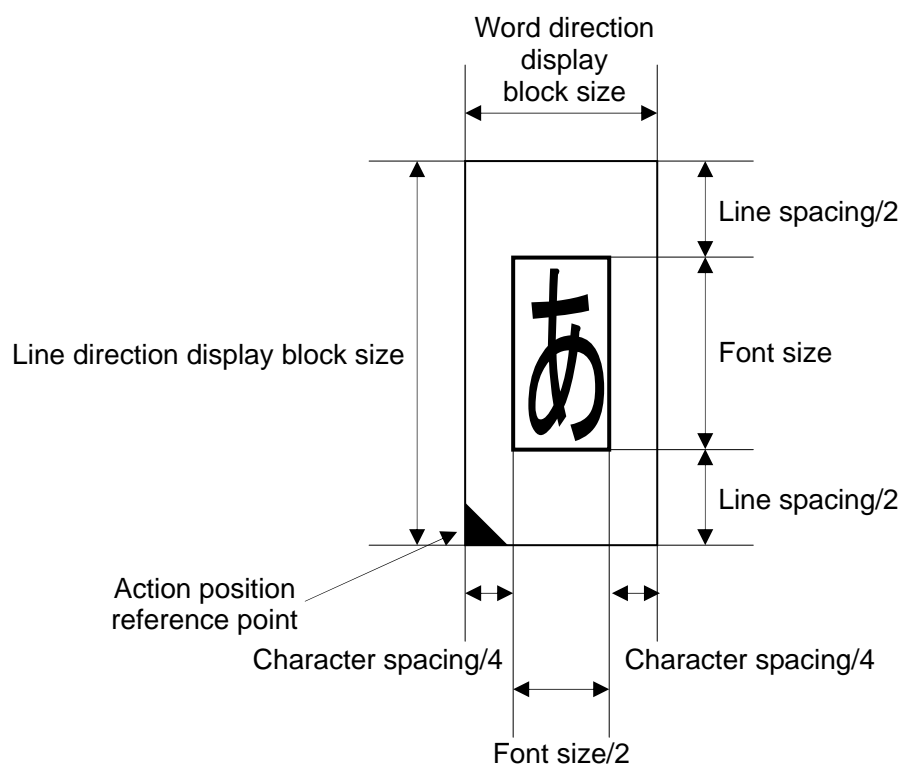 Word direction
display
block size
Line spacing/2
あ
Line direction display block size
Font size
Line spacing/2
Action position
reference point
Character spacing/4
Character spacing/4
Font size/2